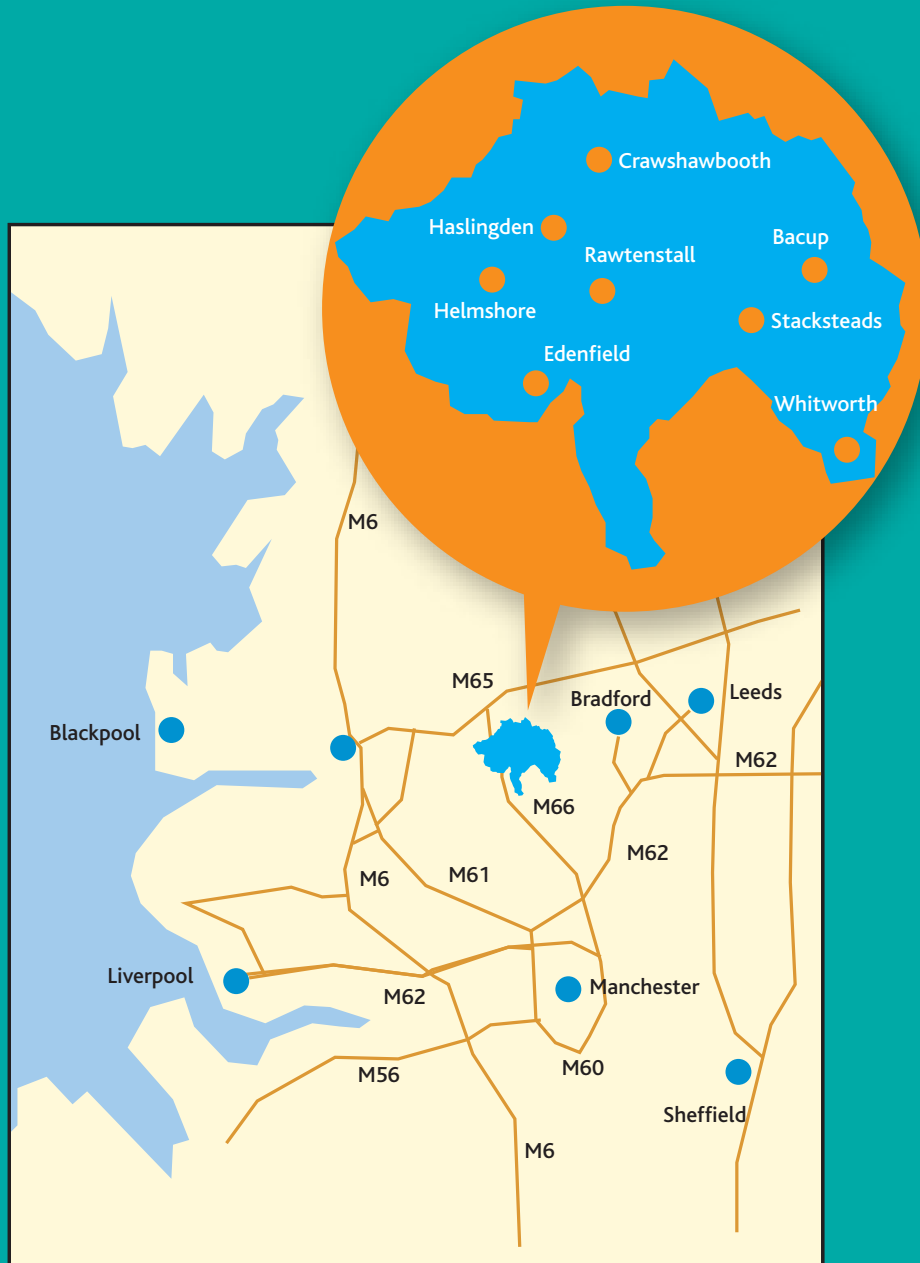 Crawshawbooth
Haslingden
Bacup
Rawtenstall
Helmshore
Stacksteads
Edenfield
Whitworth
M6
M65
Bradford
Leeds
Blackpool
M62
M66
M62
M6
M61
Liverpool
Manchester
M62
M60
M56
Sheffield
M6